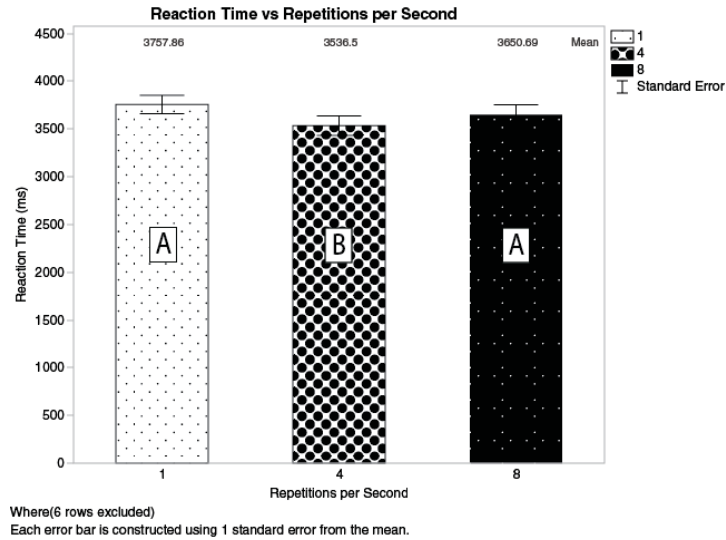 Reaction Time vs Repetitions per Second
3757.86 3536.5 3650.69 Mean
1
4
8
Standard Error
4500
4000
3500
3000
2500
2000
1500
1000
500
0
Reaction Time (ms)
A B A
1 4 8
Repetitions per Second
Where(6 rows excluded)
Each error bar is constructed using 1 standard error from the mean.